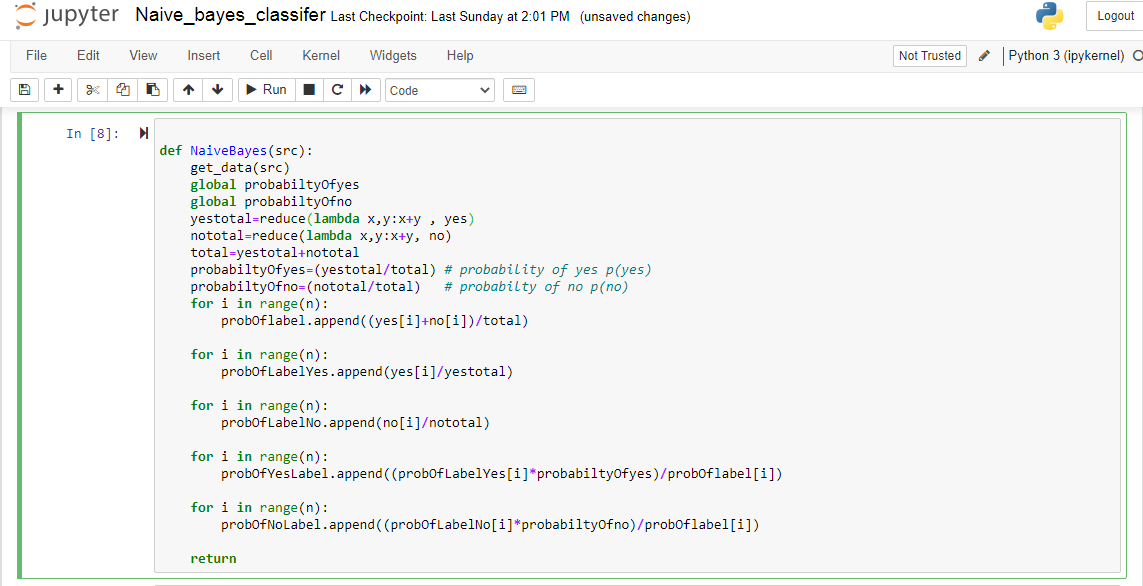 jupyter Naive_bayes_classifer Last Checkpoint: Last Sunday at 2:01 PM (unsaved changes)
Logout
File Edit View Insert Cell Kernel Widgets Help
Not Trusted Python 3 (ipykernel)
Run Code
In [8]:
def NaiveBayes(src):
    get_data(src)
    global probabiltyOfyes
    global probabiltyOfno
    yestotal=reduce(lambda x,y:x+y , yes)
    nototal=reduce(lambda x,y:x+y, no)
    total=yestotal+nototal
    probabiltyOfyes=(yestotal/total) # probability of yes p(yes)
    probabiltyOfno=(nototal/total)   # probabilty of no p(no)
    for i in range(n):
        probOflabel.append((yes[i]+no[i])/total)
    for i in range(n):
        probOfLabelYes.append(yes[i]/yestotal)
    for i in range(n):
        probOfLabelNo.append(no[i]/nototal)
    for i in range(n):
        probOfYesLabel.append((probOfLabelYes[i]*probabiltyOfyes)/probOflabel[i])
    for i in range(n):
        probOfNoLabel.append((probOfLabelNo[i]*probabiltyOfno)/probOflabel[i])
    return